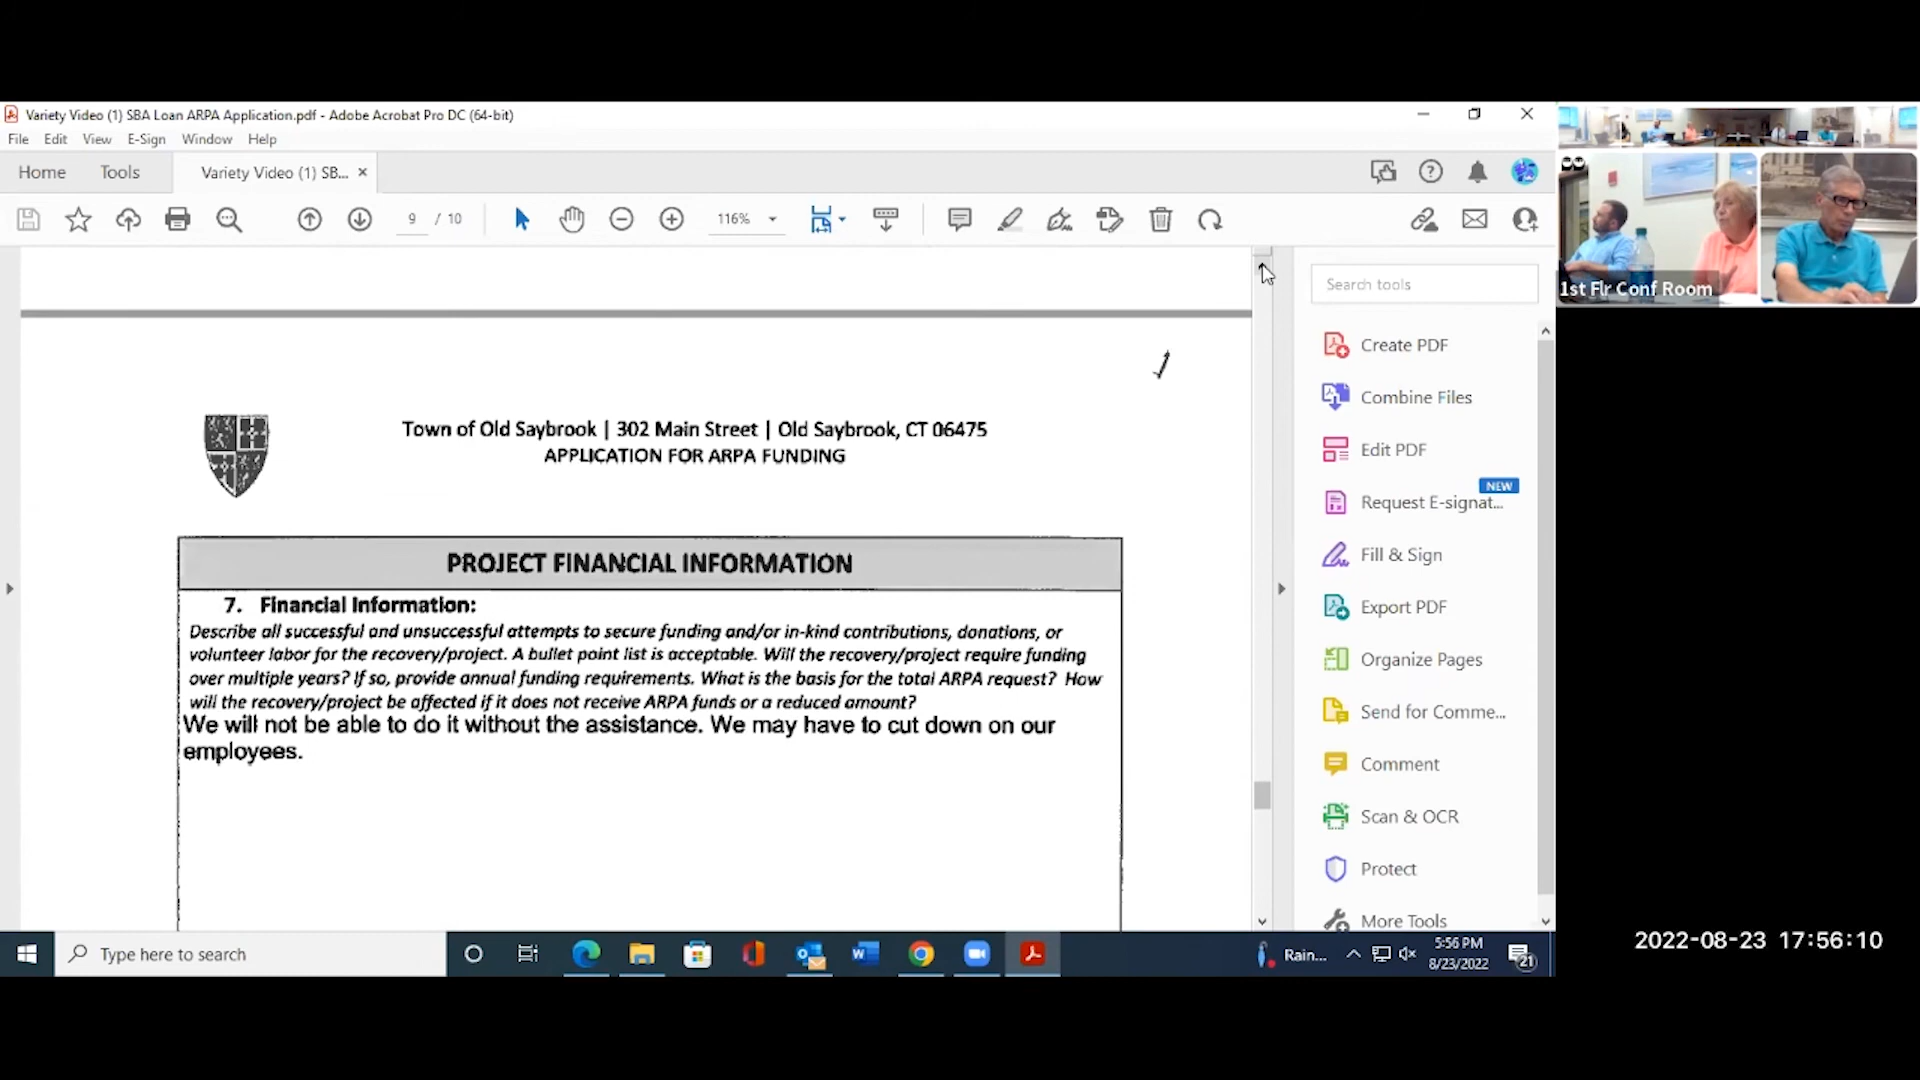 Variety Video (1) SBA Loan ARPA Application.pdf - Adobe Acrobat Pro DC (64-bit)
File Edit View E-Sign Window Help
Home Tools Variety Video (1) SB... ×
9 / 10 116%
Search tools
Create PDF
Combine Files
Edit PDF
NEW
Request E-signat...
Fill & Sign
Export PDF
Organize Pages
Send for Comme...
Comment
Scan & OCR
Protect
More Tools
Town of Old Saybrook | 302 Main Street | Old Saybrook, CT 06475
APPLICATION FOR ARPA FUNDING
PROJECT FINANCIAL INFORMATION
7. Financial Information:
Describe all successful and unsuccessful attempts to secure funding and/or in-kind contributions, donations, or
volunteer labor for the recovery/project. A bullet point list is acceptable. Will the recovery/project require funding
over multiple years? If so, provide annual funding requirements. What is the basis for the total ARPA request? How
will the recovery/project be affected if it does not receive ARPA funds or a reduced amount?
We will not be able to do it without the assistance. We may have to cut down on our
employees.
1st Flr Conf Room
2022-08-23 17:56:10
Type here to search
Rain...
5:56 PM
8/23/2022
21